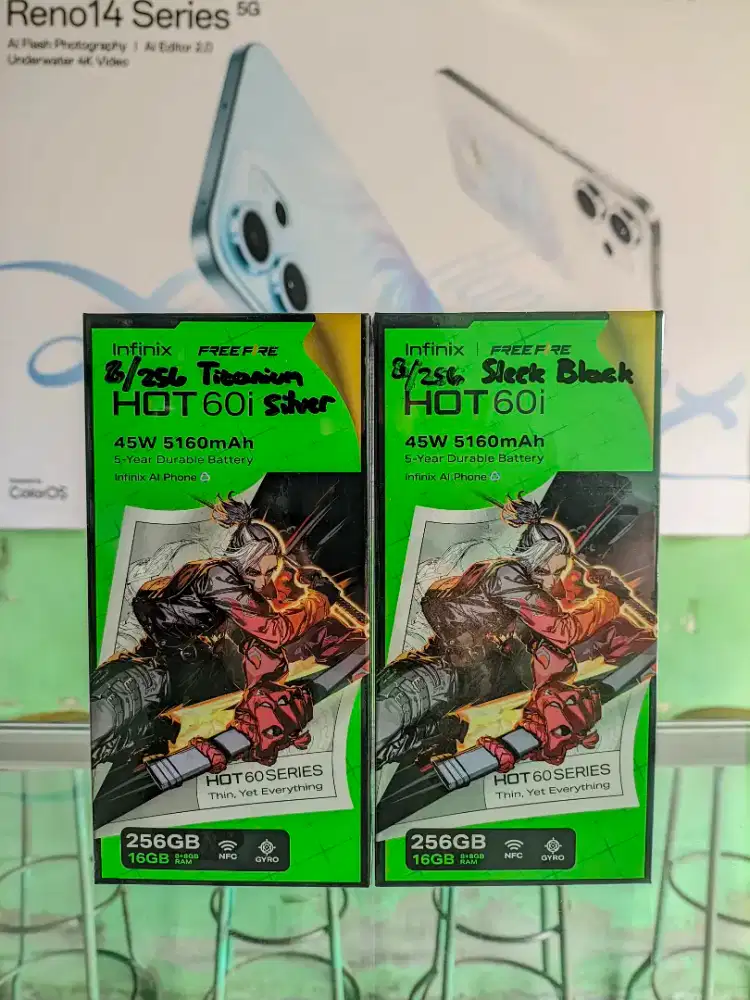 Reno14 Series 5G
AI Flash Photography | AI Editor 2.0
Underwater 4K Video
ColorOS
Infinix FREE FIRE
8/256 Titanium
HOT 60i Silver
45W 5160mAh
5-Year Durable Battery
Infinix AI Phone
HOT 60 SERIES
Thin, Yet Everything
256GB
16GB 8+8GB RAM
NFC
GYRO
Infinix | FREE FIRE
8/256 Sleek Black
HOT 60i
45W 5160mAh
5-Year Durable Battery
Infinix AI Phone
HOT 60 SERIES
Thin, Yet Everything
256GB
16GB 8+8GB RAM
NFC
GYRO